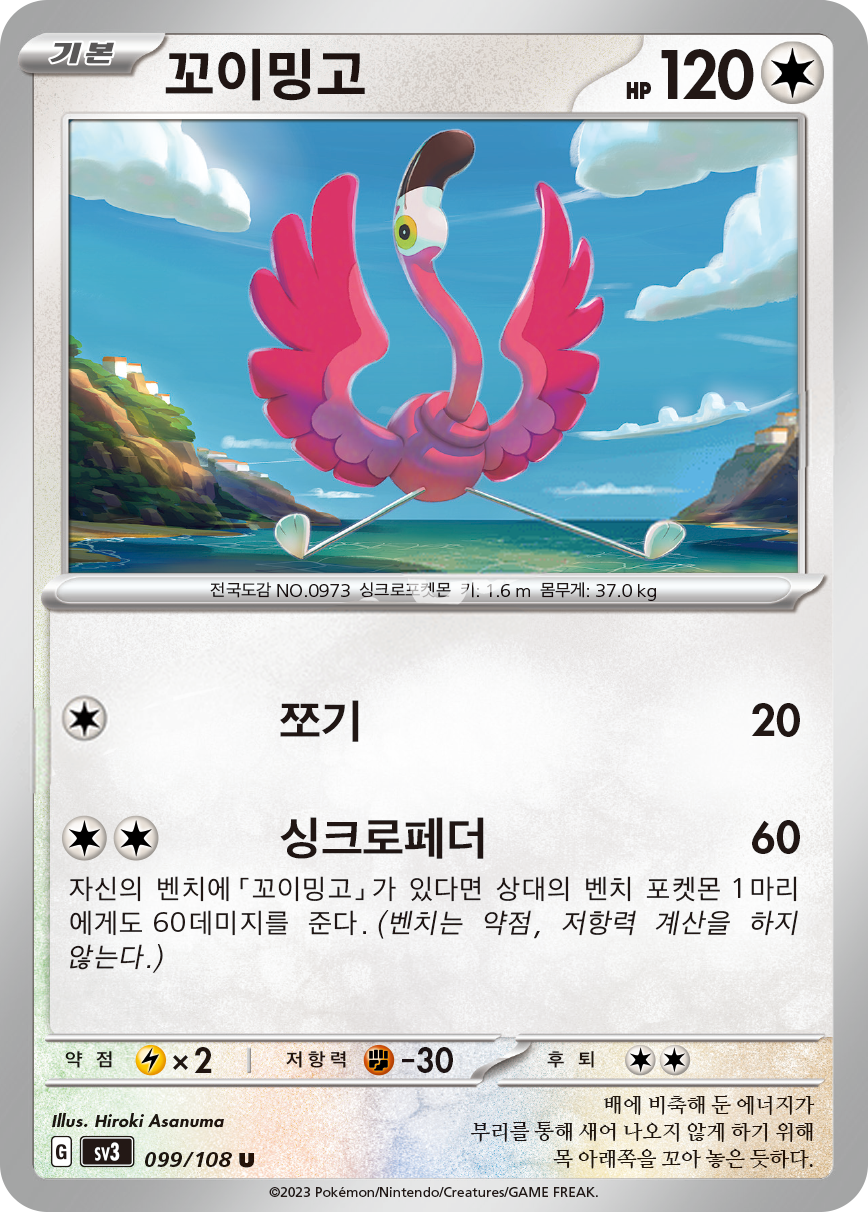 기본 꼬이밍고 HP 120
전국도감 NO.0973 싱크로포켓몬 키: 1.6 m 몸무게: 37.0 kg
쪼기 20
싱크로페더 60
자신의 벤치에 「꼬이밍고」가 있다면 상대의 벤치 포켓몬 1마리
에게도 60데미지를 준다. (벤치는 약점, 저항력 계산을 하지
않는다.)
약점 ×2 저항력 -30 후퇴
Illus. Hiroki Asanuma
G sv3 099/108 U
배에 비축해 둔 에너지가
부리를 통해 새어 나오지 않게 하기 위해
목 아래쪽을 꼬아 놓은 듯하다.
©2023 Pokémon/Nintendo/Creatures/GAME FREAK.